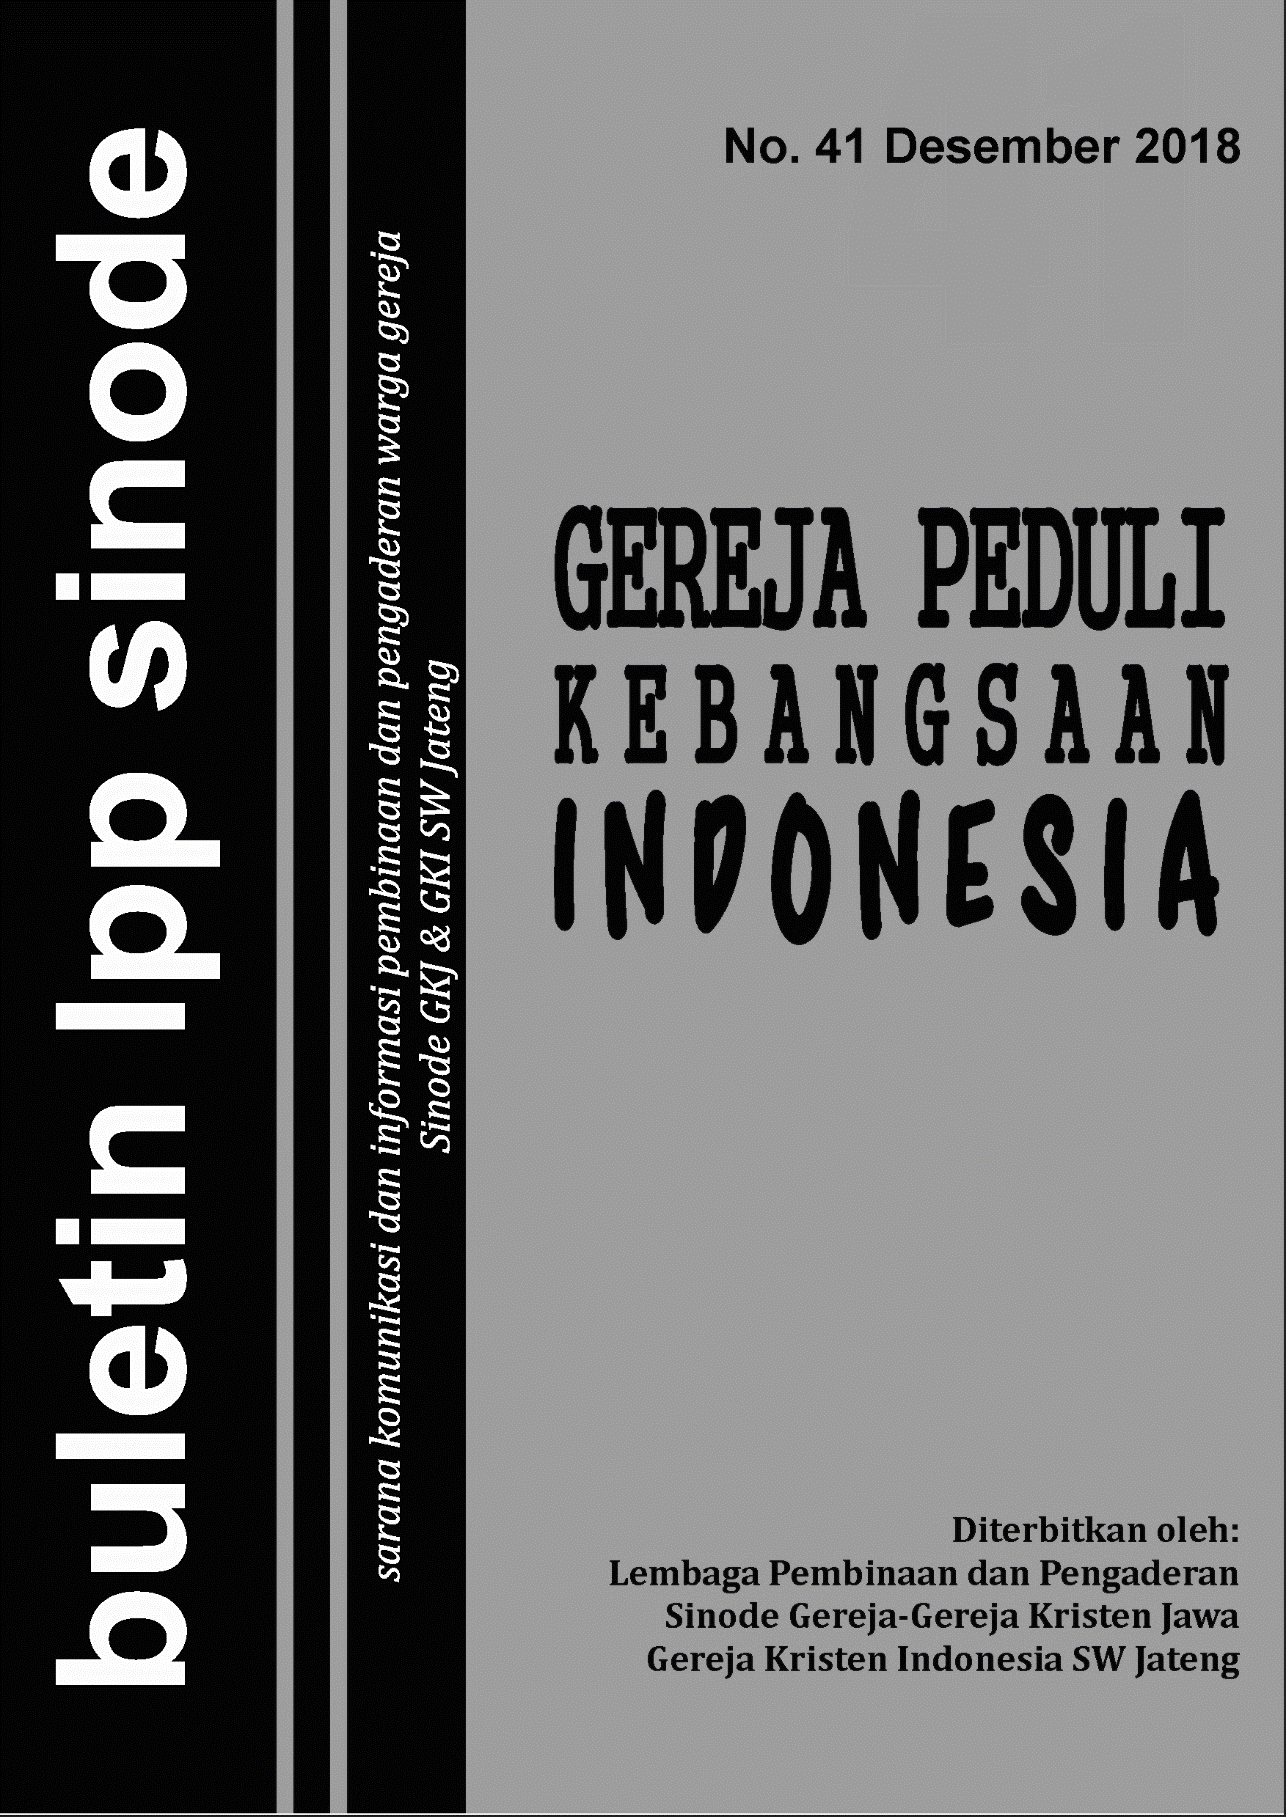 buletin lpp sinode
sarana komunikasi dan informasi pembinaan dan pengaderan warga gereja
Sinode GKJ & GKI SW Jateng
No. 41 Desember 2018
GEREJA PEDULI
KEBANGSAAN
INDONESIA
Diterbitkan oleh:
Lembaga Pembinaan dan Pengaderan
Sinode Gereja-Gereja Kristen Jawa
Gereja Kristen Indonesia SW Jateng